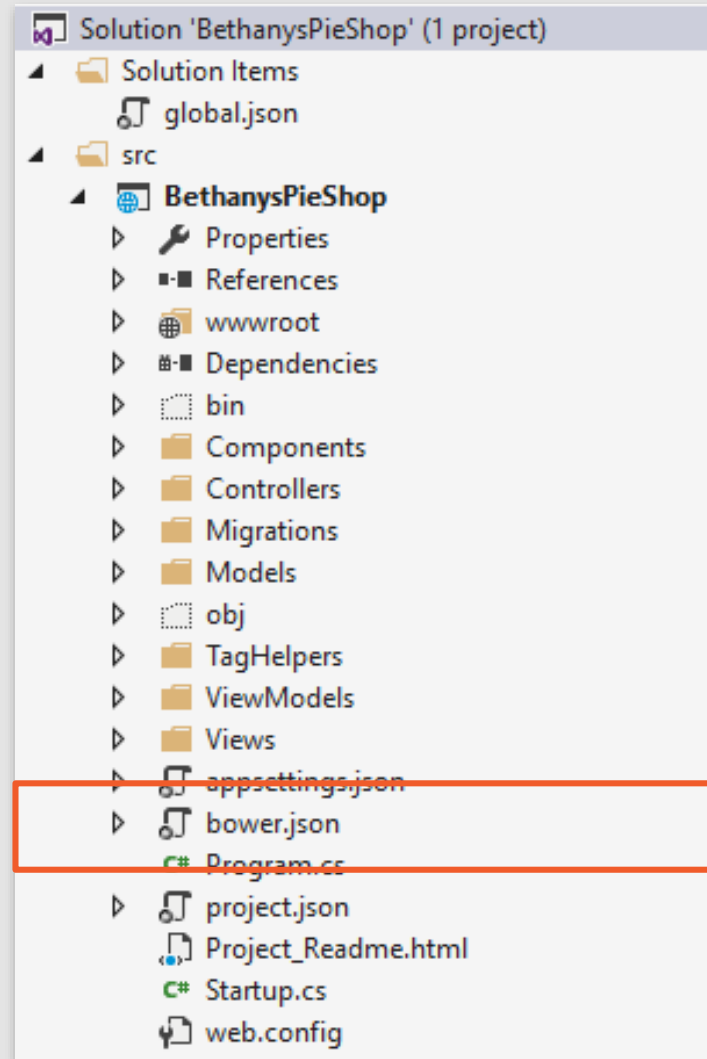 Solution 'BethanysPieShop' (1 project)
Solution Items
global.json
src
BethanysPieShop
Properties
References
wwwroot
Dependencies
bin
Components
Controllers
Migrations
Models
obj
TagHelpers
ViewModels
Views
appsettings.json
bower.json
C# Program.cs
project.json
Project_Readme.html
C# Startup.cs
web.config